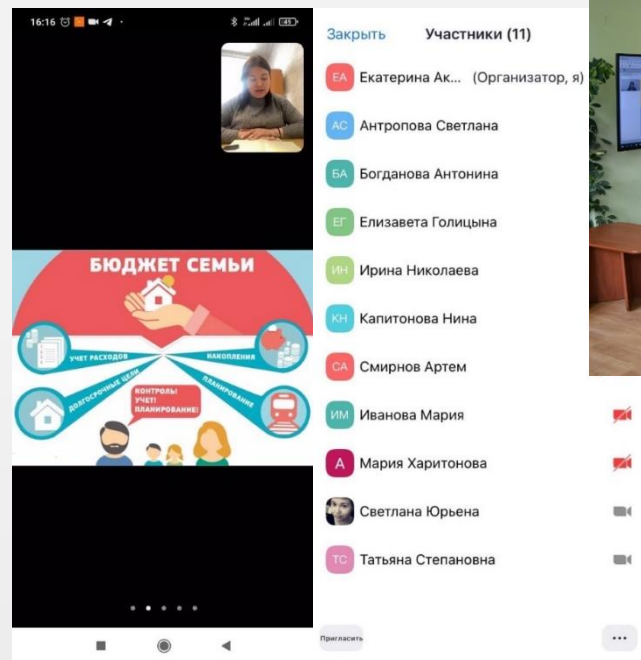 16:16
49
БЮДЖЕТ СЕМЬИ
УЧЕТ РАСХОДОВ
НАКОПЛЕНИЯ
ДОЛГОСРОЧНЫЕ ЦЕЛИ
ПЛАНИРОВАНИЕ
КОНТРОЛЬ!
УЧЕТ!
ПЛАНИРОВАНИЕ!
Закрыть Участники (11)
ЕА Екатерина Ак... (Организатор, я)
АС Антропова Светлана
БА Богданова Антонина
ЕГ Елизавета Голицына
ИН Ирина Николаева
КН Капитонова Нина
СА Смирнов Артем
ИМ Иванова Мария
А Мария Харитонова
Светлана Юрьена
ТС Татьяна Степановна
Пригласить